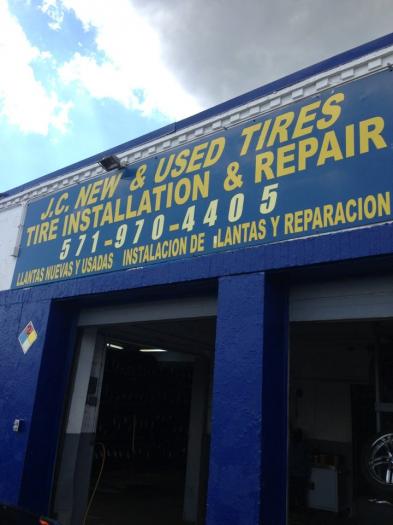 J.C. NEW & USED TIRES
TIRE INSTALLATION & REPAIR
571-970-4405
LLANTAS NUEVAS Y USADAS INSTALACION DE LLANTAS Y REPARACION